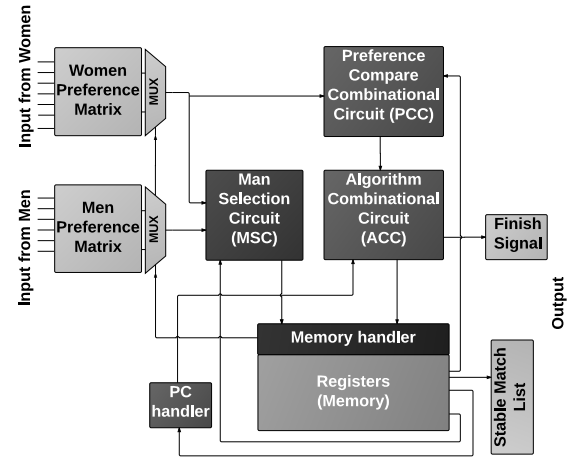 Input from Women
Women
Preference
Matrix
MUX
Preference
Compare
Combinational
Circuit (PCC)
Input from Men
Men
Preference
Matrix
MUX
Man
Selection
Circuit
(MSC)
Algorithm
Combinational
Circuit
(ACC)
Finish
Signal
Output
Memory handler
Registers
(Memory)
PC
handler
Stable Match
List